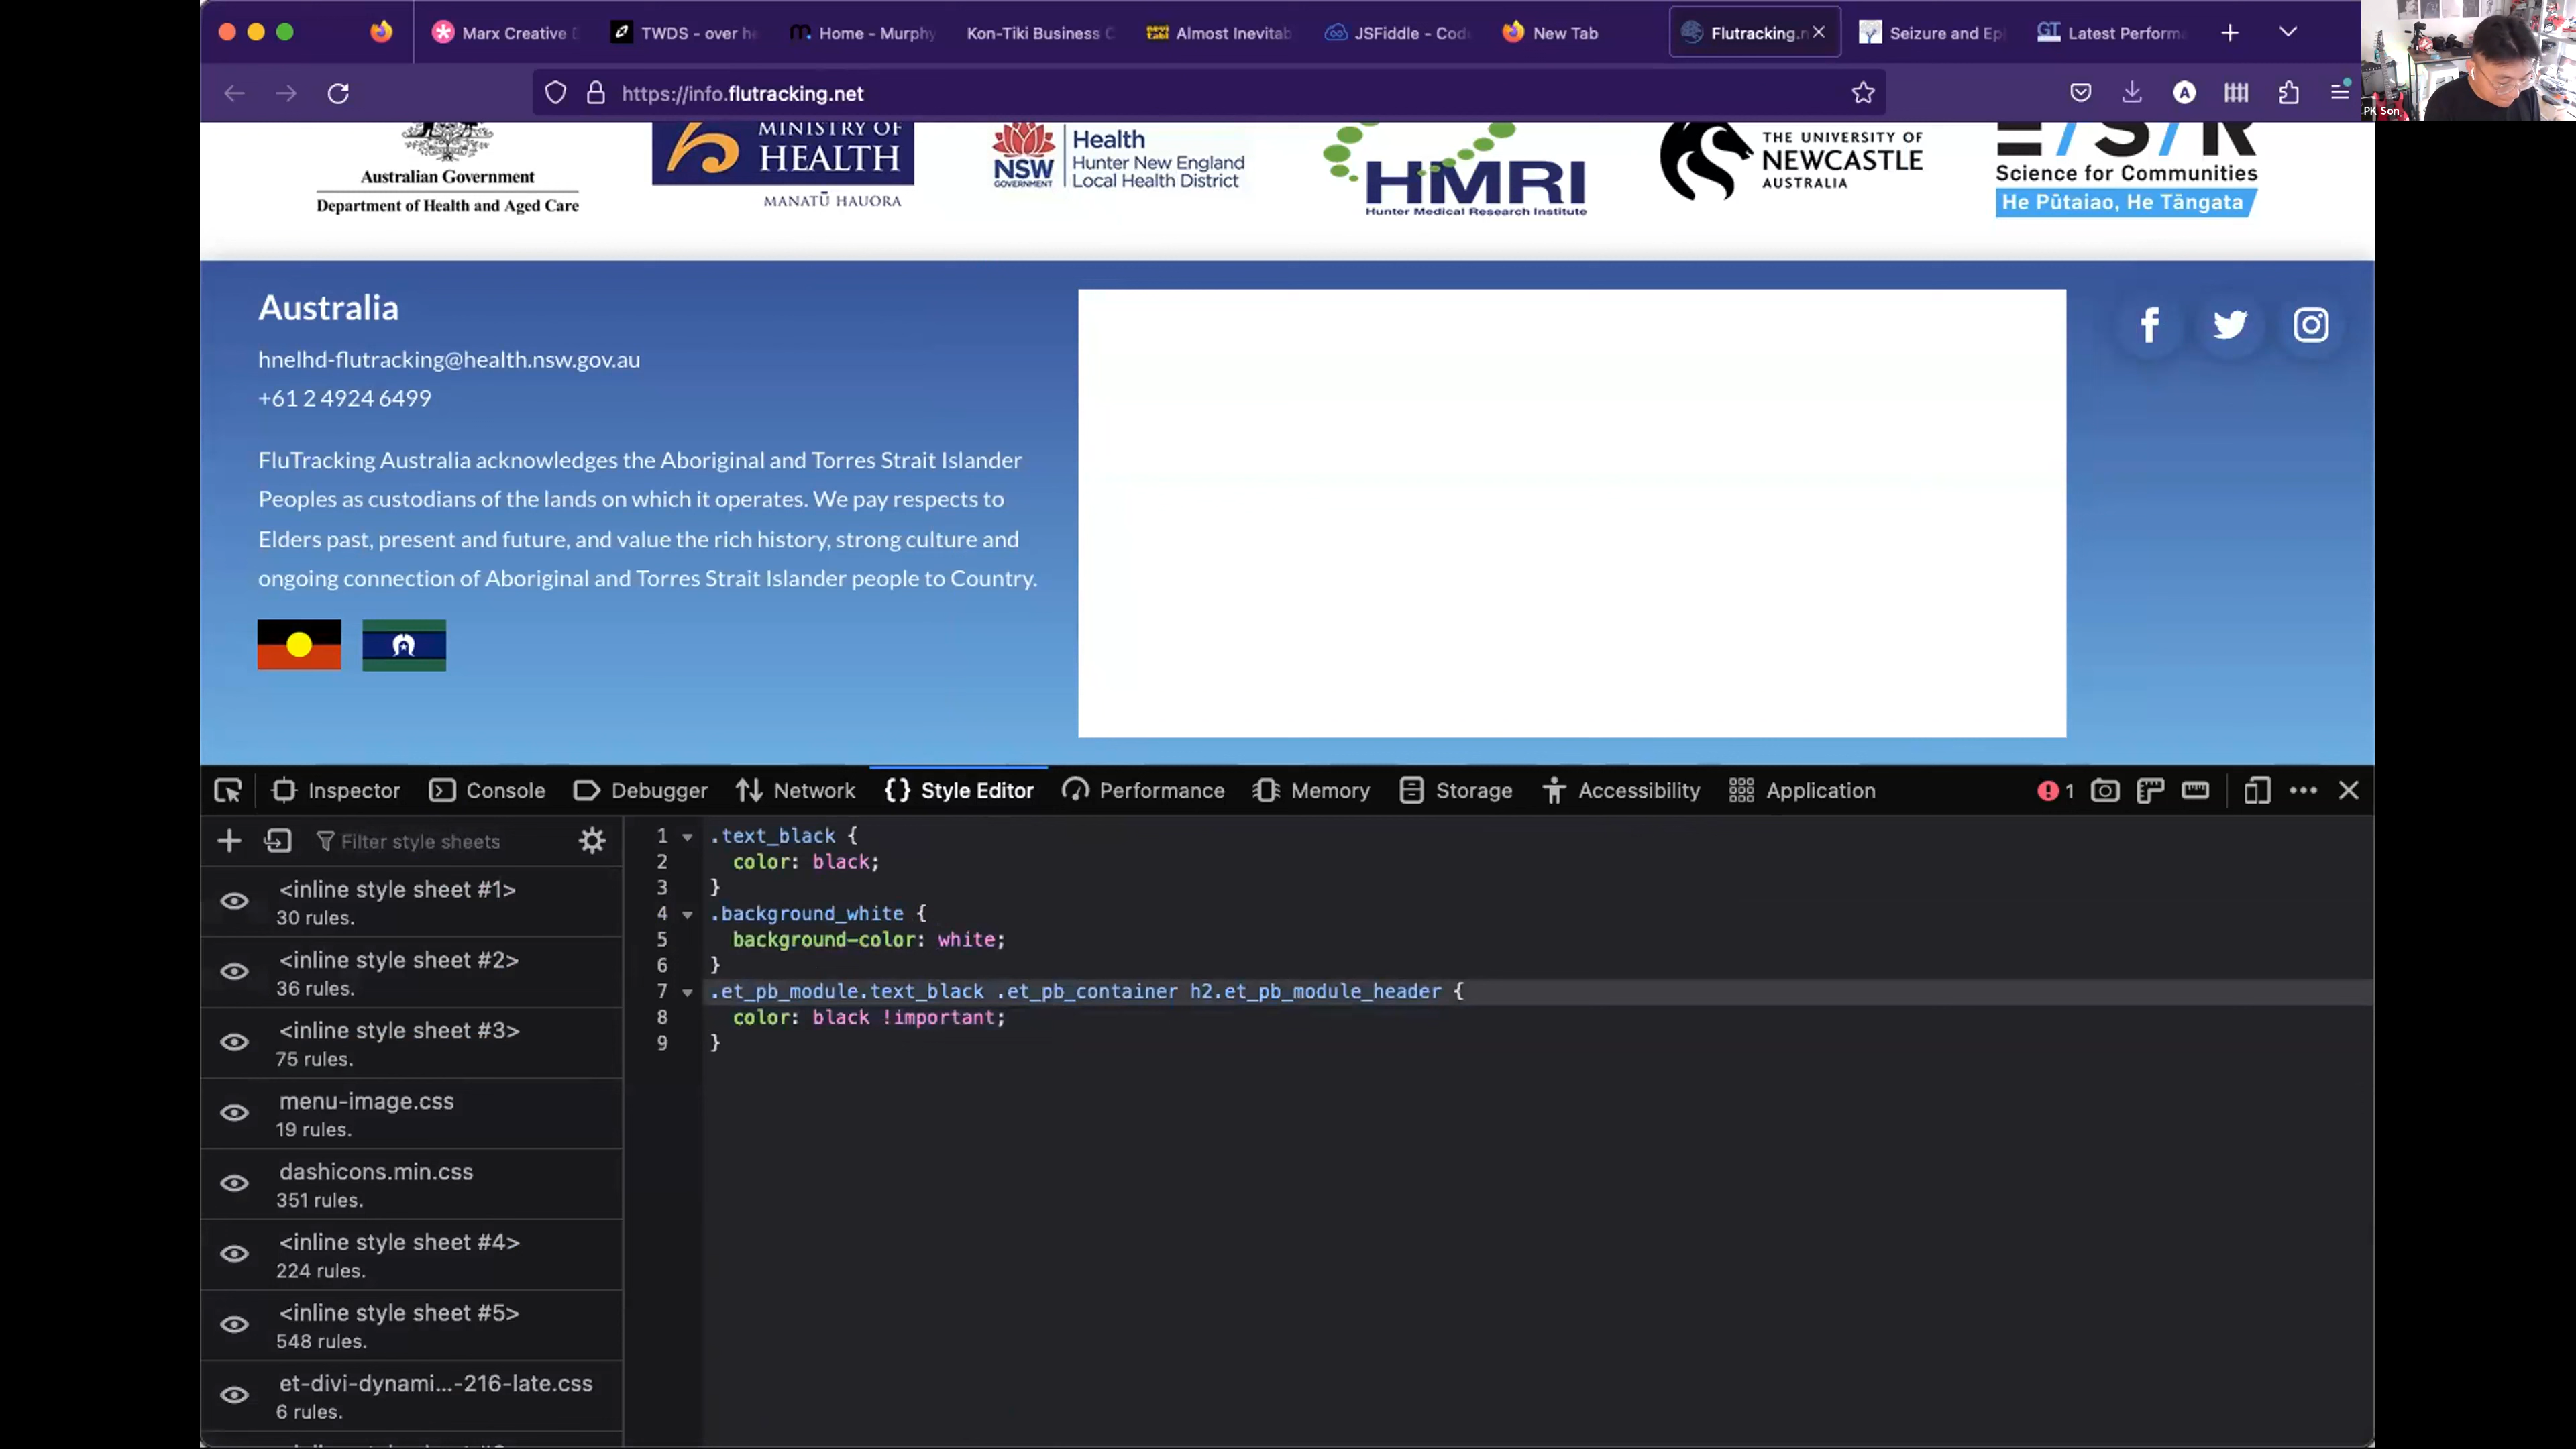 Marx Creative
TWDS - over he
Home - Murphy
Kon-Tiki Business C
Almost Inevitab
JSFiddle - Cod
New Tab
Flutracking.n
Seizure and Epi
GT
Latest Performa
https://info.flutracking.net
PK Son
Australian Government
Department of Health and Aged Care
MINISTRY OF
HEALTH
MANATŪ HAUORA
NSW
GOVERNMENT
Health
Hunter New England
Local Health District
HMRI
Hunter Medical Research Institute
THE UNIVERSITY OF
NEWCASTLE
AUSTRALIA
E/S/R
Science for Communities
He Pūtaiao, He Tāngata
Australia
hnelhd-flutracking@health.nsw.gov.au
+61 2 4924 6499
FluTracking Australia acknowledges the Aboriginal and Torres Strait Islander
Peoples as custodians of the lands on which it operates. We pay respects to
Elders past, present and future, and value the rich history, strong culture and
ongoing connection of Aboriginal and Torres Strait Islander people to Country.
Inspector
Console
Debugger
Network
Style Editor
Performance
Memory
Storage
Accessibility
Application
1
Filter style sheets
<inline style sheet #1>
30 rules.
<inline style sheet #2>
36 rules.
<inline style sheet #3>
75 rules.
menu-image.css
19 rules.
dashicons.min.css
351 rules.
<inline style sheet #4>
224 rules.
<inline style sheet #5>
548 rules.
et-divi-dynami...-216-late.css
6 rules.
1 .text_black {
2 color: black;
3 }
4 .background_white {
5 background-color: white;
6 }
7 .et_pb_module.text_black .et_pb_container h2.et_pb_module_header {
8 color: black !important;
9 }